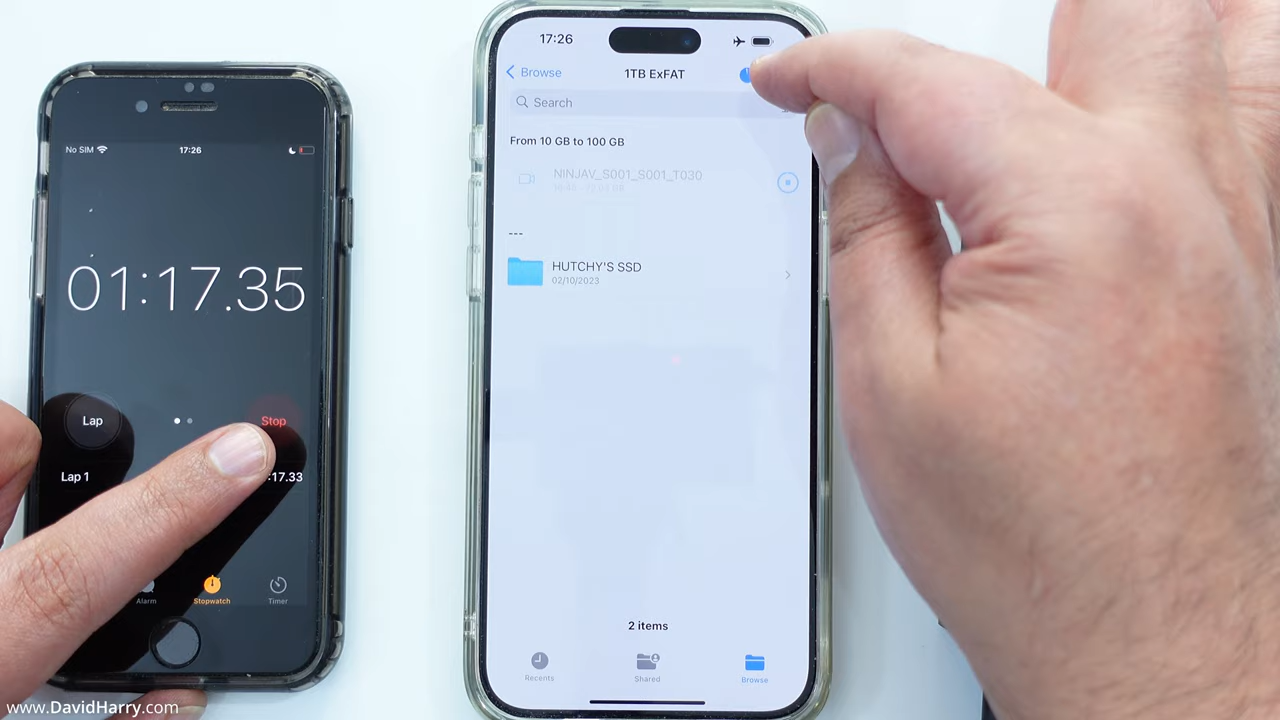 No SIM
17:26
01:17.35
Lap
Stop
Lap 1
:17.33
Alarm
Stopwatch
Timer
17:26
Browse
1TB ExFAT
Search
From 10 GB to 100 GB
NINJAV_S001_S001_T030
---
HUTCHY'S SSD
02/10/2023
2 items
Recents
Shared
Browse
www.DavidHarry.com